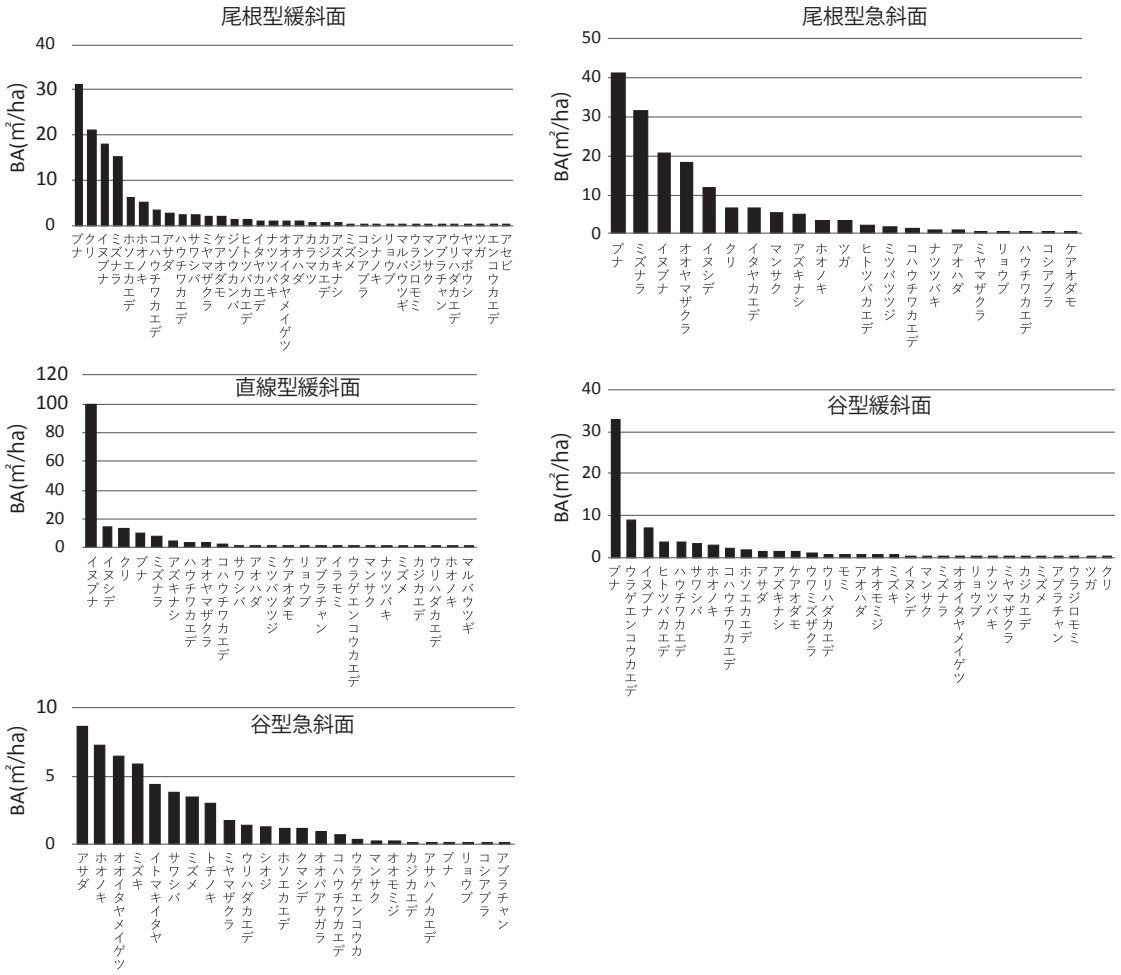 尾根型緩斜面
BA(㎡/ha)
40
30
20
10
0
ブナ
クリ
イヌブナ
ミズナラ
ホソエカエデ
ホオノキ
コハウチワカエデ
アサダ
ハウチワカエデ
サワシバ
ミヤマザクラ
ケアオダモ
ジゾウカンバ
ヒトツバカエデ
イタヤカエデ
ナツツバキ
オオイタヤメイゲツ
アオハダ
カラマツ
カジカエデ
アズキナシ
ミズメ
コシアブラ
シナノキ
リョウブ
マルバウツギ
ウラジロモミ
マンサク
アブラチャン
ウリハダカエデ
ヤマボウシ
ツガ
エンコウカエデ
アセビ
尾根型急斜面
BA(㎡/ha)
50
40
30
20
10
0
ブナ
ミズナラ
イヌブナ
オオヤマザクラ
イヌシデ
クリ
イタヤカエデ
マンサク
アズキナシ
ホオノキ
ツガ
ヒトツバカエデ
ミツバツツジ
コハウチワカエデ
ナツツバキ
アオハダ
ミヤマザクラ
リョウブ
ハウチワカエデ
コシアブラ
ケアオダモ
直線型緩斜面
BA(㎡/ha)
120
100
80
60
40
20
0
イヌブナ
イヌシデ
クリ
ブナ
ミズナラ
アズキナシ
ハウチワカエデ
オオヤマザクラ
コハウチワカエデ
サワシバ
アオハダ
ミツバツツジ
ケアオダモ
リョウブ
アブラチャン
イラモミ
ウラゲエンコウカエデ
マンサク
ナツツバキ
ミズメ
カジカエデ
ウリハダカエデ
ホオノキ
マルバウツギ
谷型緩斜面
BA(㎡/ha)
40
30
20
10
0
ブナ
ウラゲエンコウカエデ
イヌブナ
ヒトツバカエデ
ハウチワカエデ
サワシバ
ホオノキ
コハウチワカエデ
ホソエカエデ
アサダ
アズキナシ
ケアオダモ
ウワミズザクラ
ウリハダカエデ
モミ
アオハダ
オオモミジ
ミズキ
イヌシデ
マンサク
ミズナラ
オオイタヤメイゲツ
リョウブ
ナツツバキ
ミヤマザクラ
カジカエデ
ミズメ
アブラチャン
ウラジロモミ
ツガ
クリ
谷型急斜面
BA(㎡/ha)
10
5
0
アサダ
ホオノキ
オオイタヤメイゲツ
ミズキ
イトマキイタヤ
サワシバ
ミズメ
トチノキ
ミヤマザクラ
ウリハダカエデ
シオジ
ホソエカエデ
クマシデ
オオバアサガラ
コハウチワカエデ
ウラゲエンコウカ
マンサク
オオモミジ
カジカエデ
アサハノカエデ
ブナ
リョウブ
コシアブラ
アブラチャン